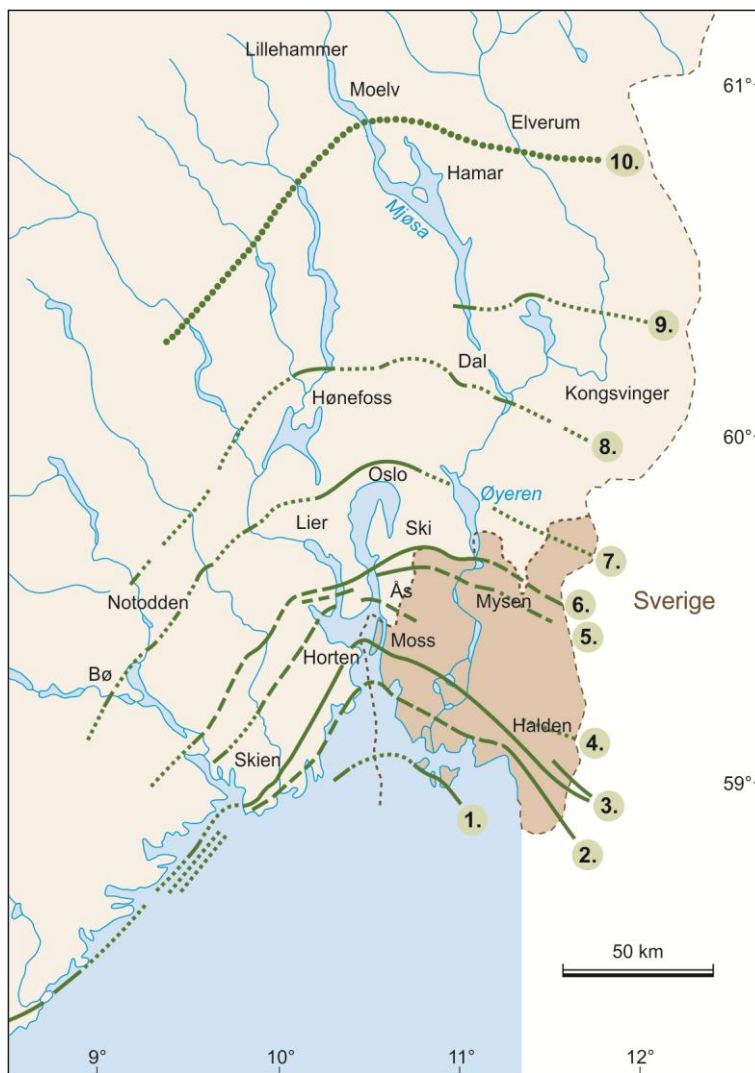 Lillehammer
61°
Moelv
Elverum
10.
Hamar
Mjøsa
9.
Dal
Kongsvinger
Hønefoss
60°
8.
Oslo
Øyeren
Lier
Ski
7.
Notodden
Ås
Mysen
6.
Sverige
5.
Moss
Horten
Bø
Halden
4.
Skien
59°
3.
1.
2.
50 km
9°
10°
11°
12°